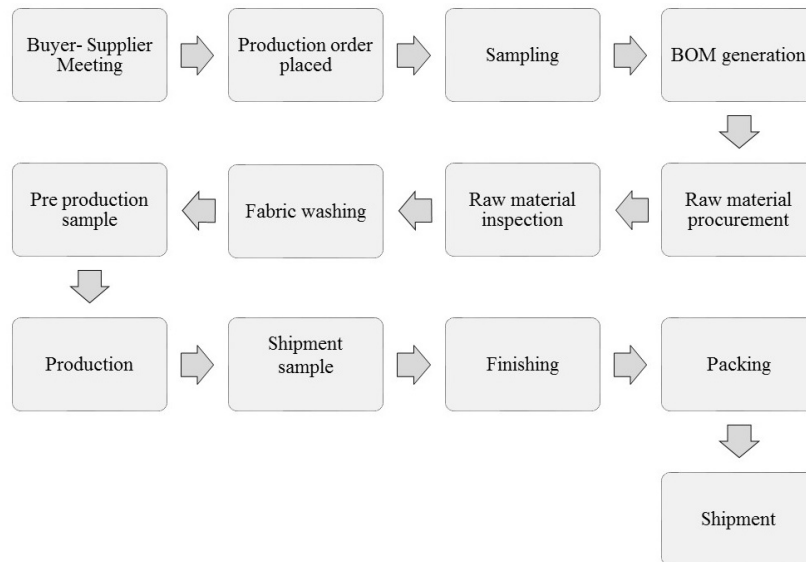 Buyer- Supplier
Meeting
Production order
placed
Sampling
BOM generation
Pre production
sample
Fabric washing
Raw material
inspection
Raw material
procurement
Production
Shipment
sample
Finishing
Packing
Shipment